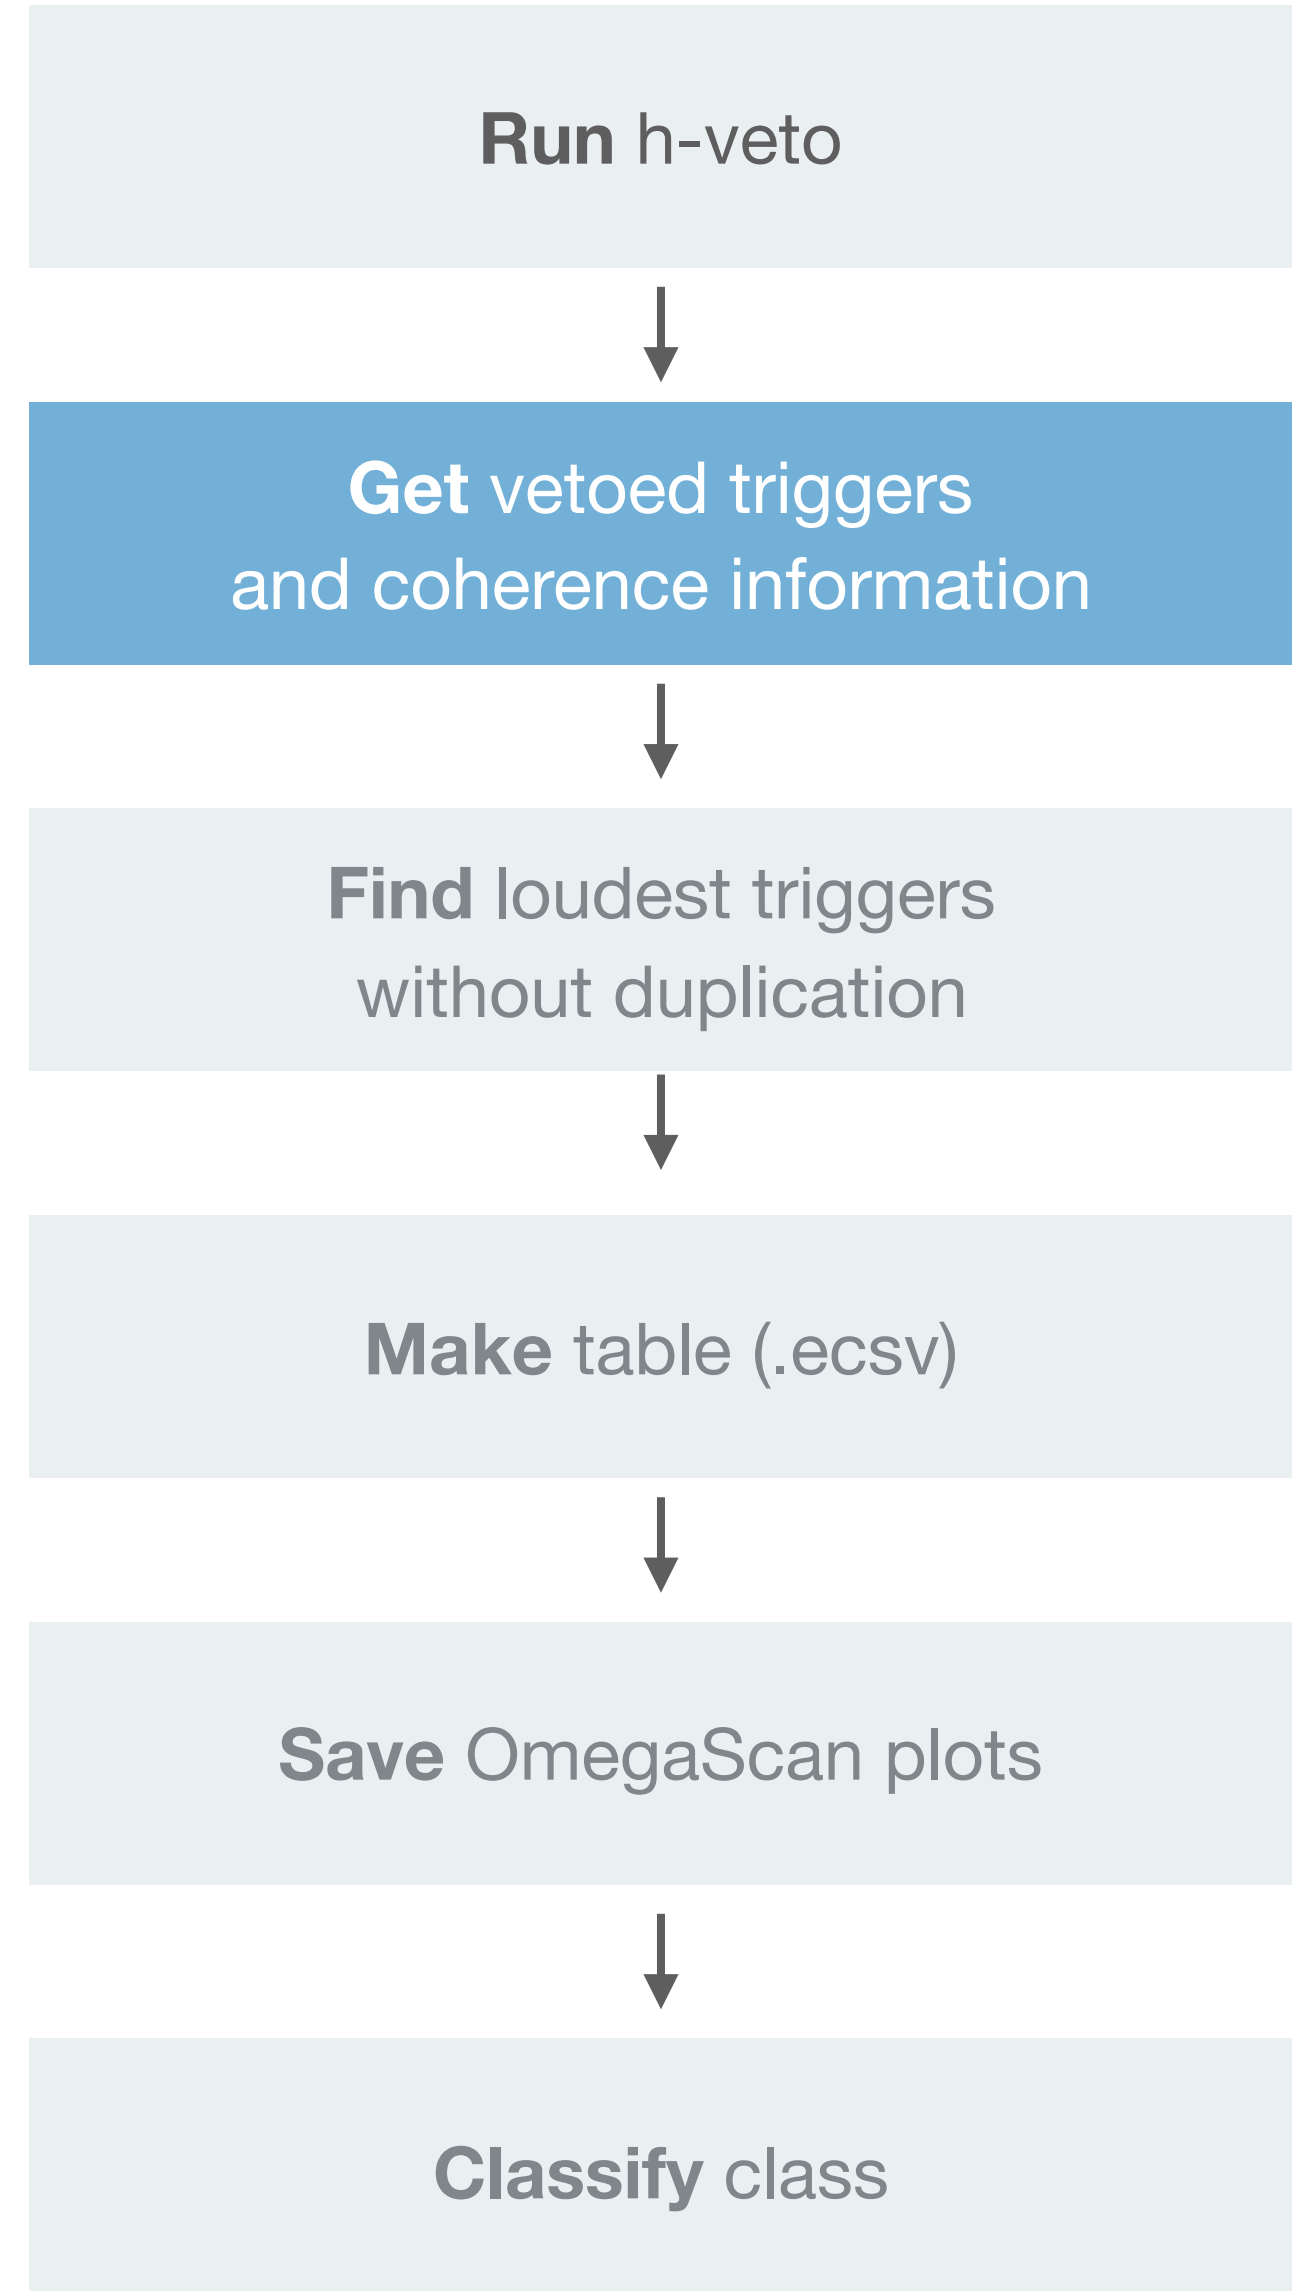 Run h-veto
Get vetoed triggers
and coherence information
Find loudest triggers
without duplication
Make table (.ecsv)
Save OmegaScan plots
Classify class